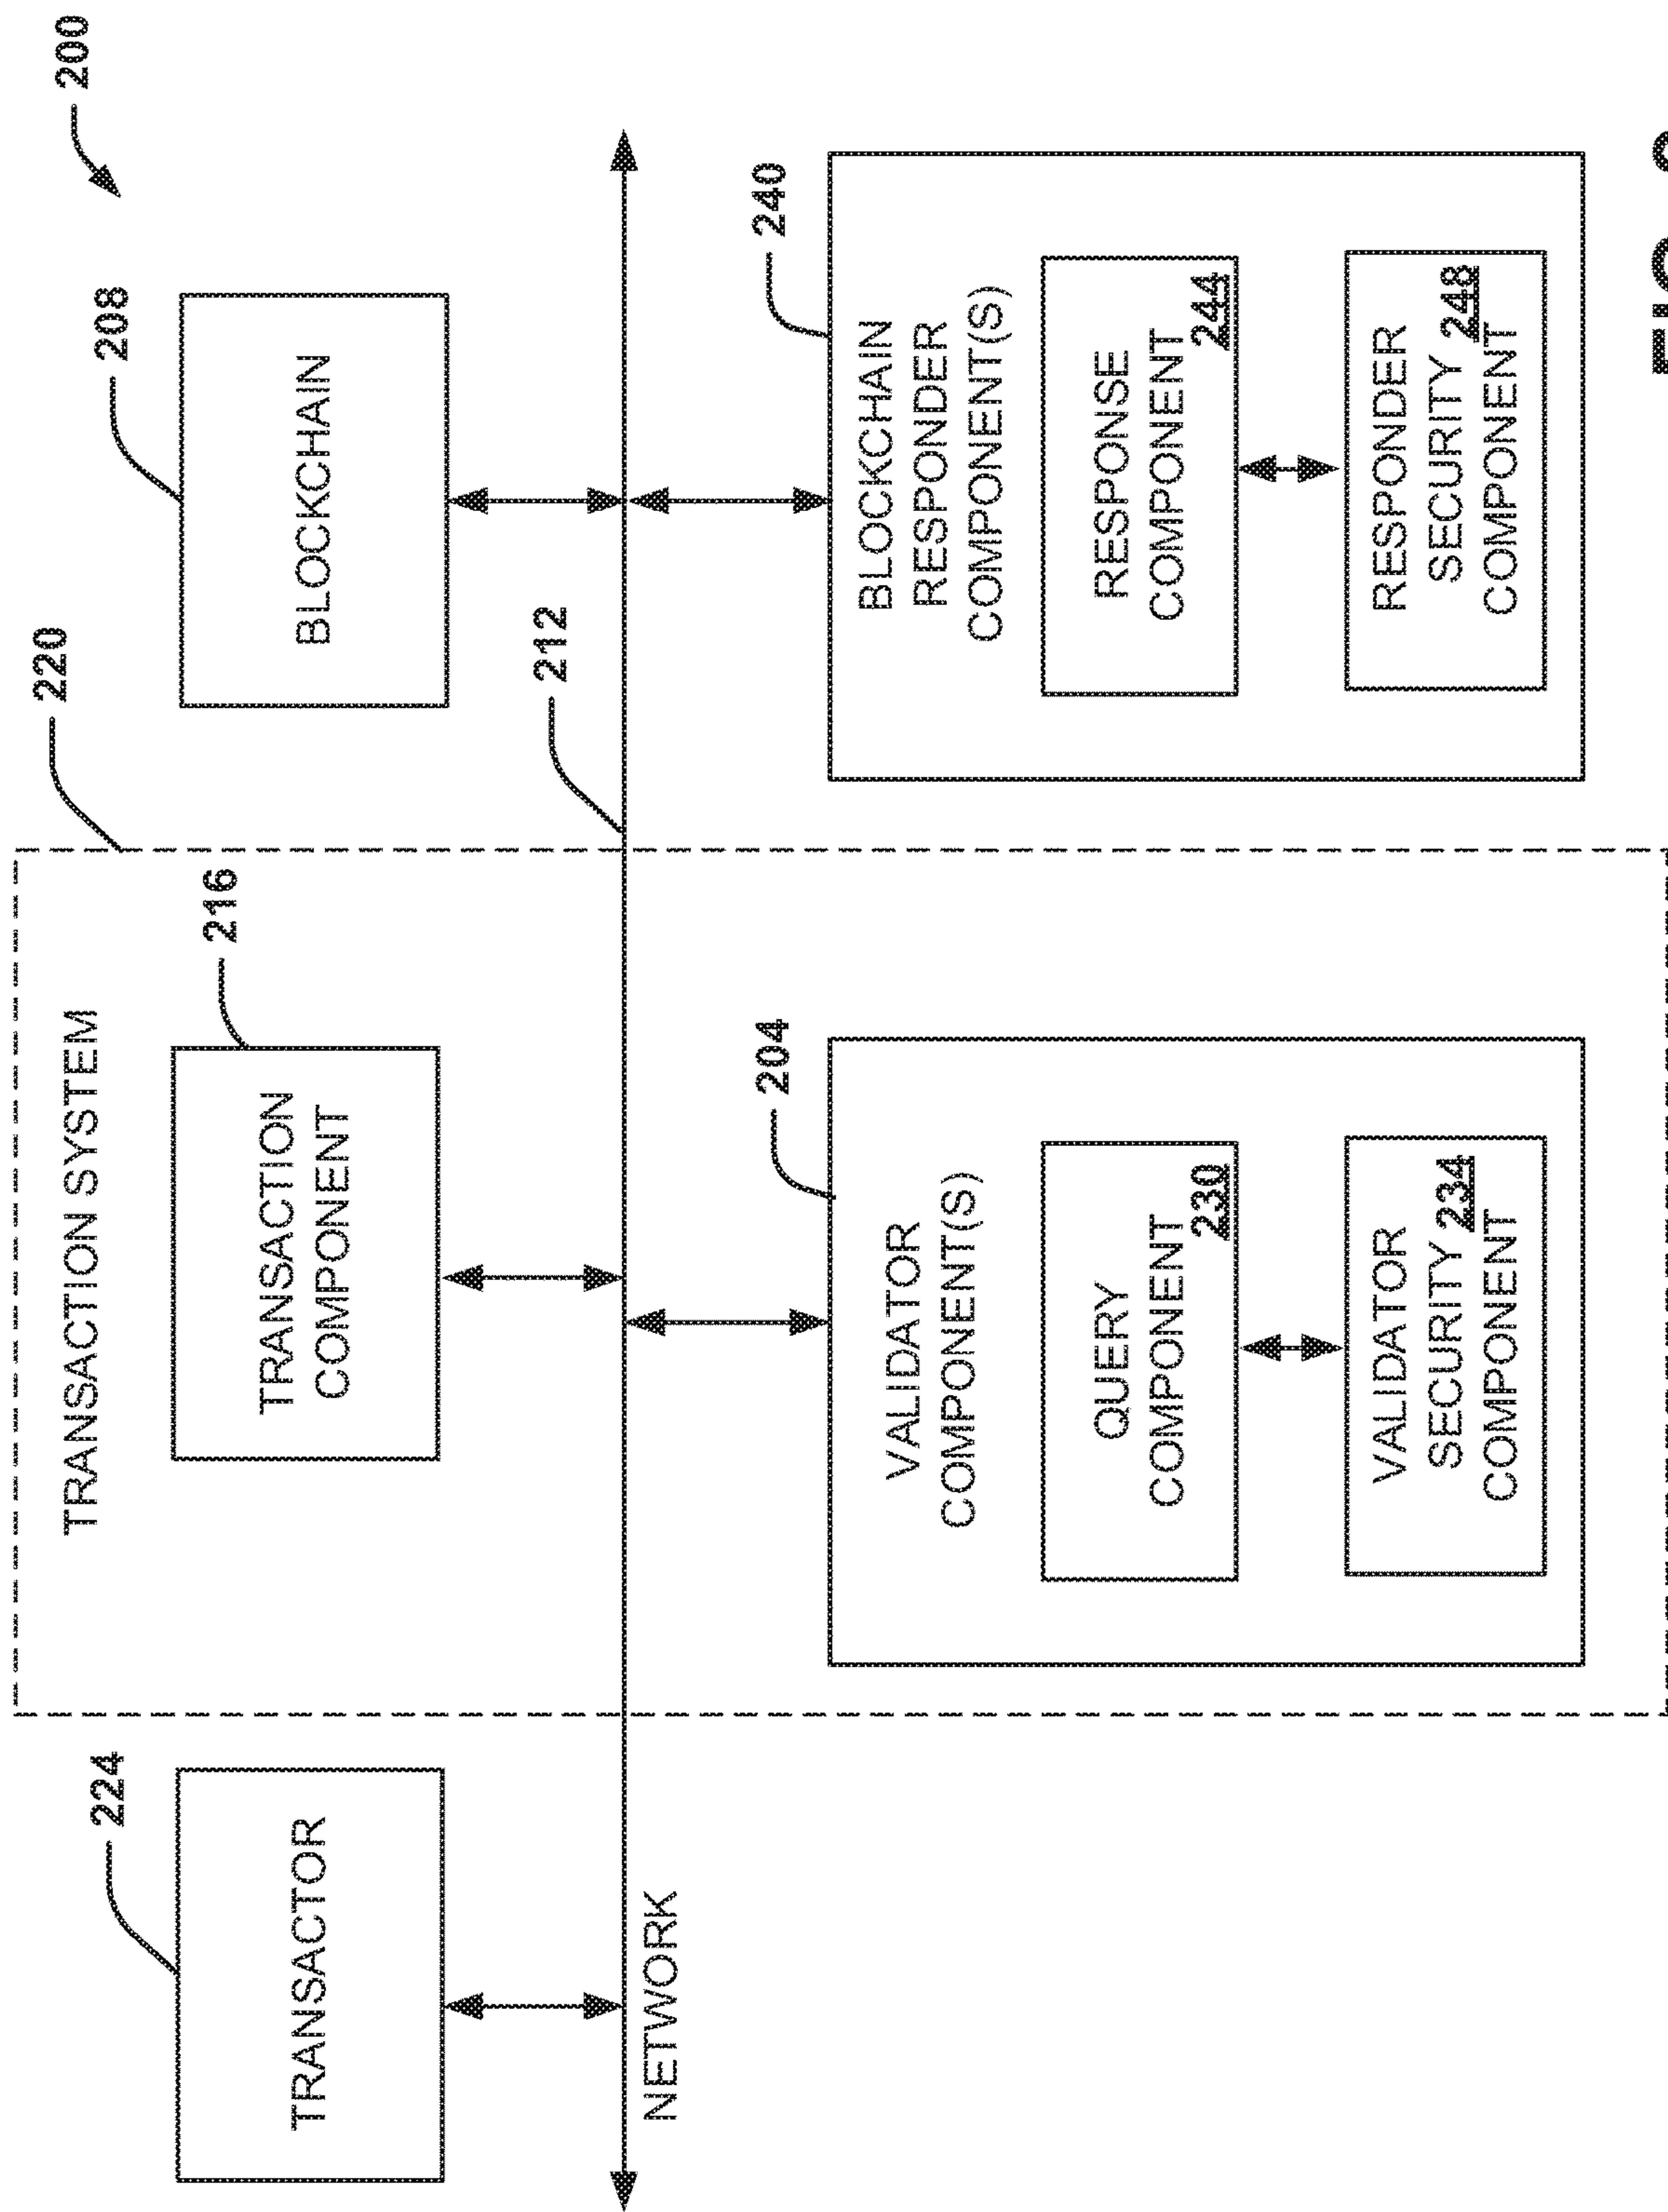 200
220
208
TRANSACTION SYSTEM
224
216
TRANSACTOR
TRANSACTION
COMPONENT
BLOCKCHAIN
212
NETWORK
204
240
VALIDATOR
COMPONENT(S)
BLOCKCHAIN
RESPONDER
COMPONENT(S)
QUERY
COMPONENT
230
RESPONSE
COMPONENT
244
VALIDATOR
SECURITY 234
COMPONENT
RESPONDER
SECURITY 248
COMPONENT